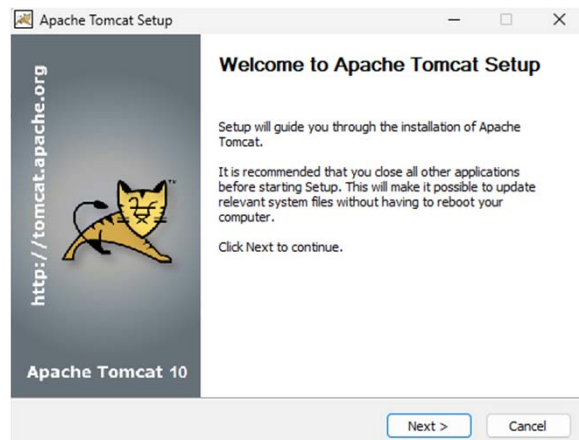 Apache Tomcat Setup
http://tomcat.apache.org
TM
Apache Tomcat 10
Welcome to Apache Tomcat Setup
Setup will guide you through the installation of Apache
Tomcat.
It is recommended that you close all other applications
before starting Setup. This will make it possible to update
relevant system files without having to reboot your
computer.
Click Next to continue.
Next >
Cancel